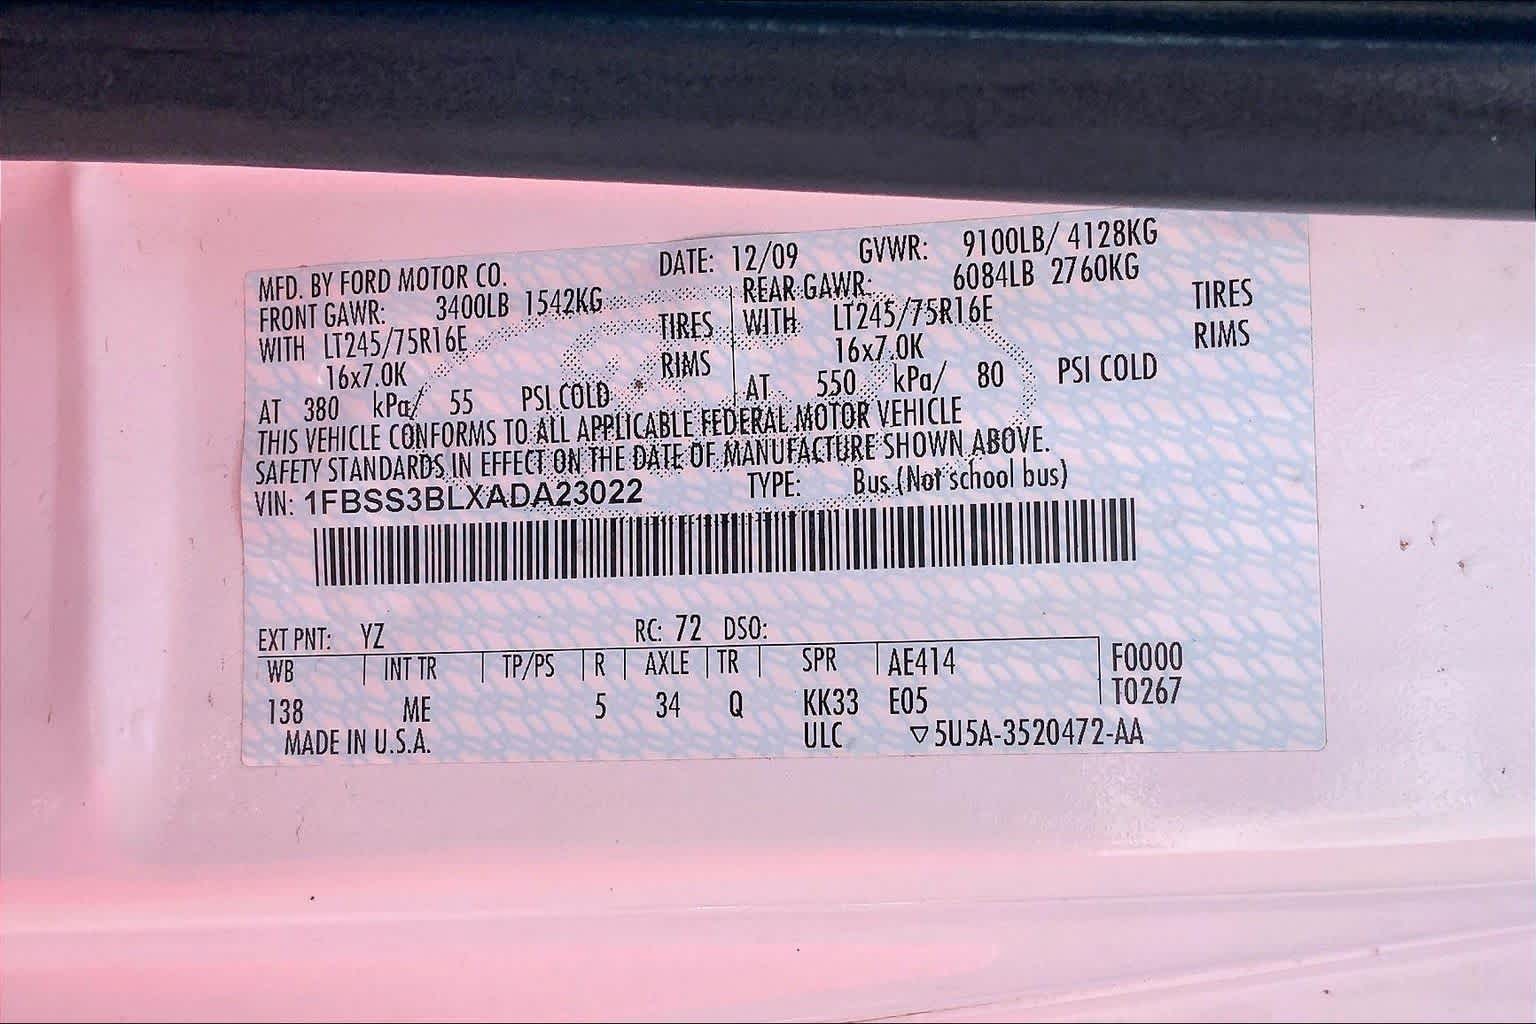 MFD. BY FORD MOTOR CO. DATE: 12/09 GVWR: 9100LB/ 4128KG
FRONT GAWR: 3400LB 1542KG REAR GAWR: 6084LB 2760KG
WITH LT245/75R16E TIRES WITH LT245/75R16E TIRES
16x7.0K RIMS 16x7.0K RIMS
AT 380 kPa/ 55 PSI COLD AT 550 kPa/ 80 PSI COLD
THIS VEHICLE CONFORMS TO ALL APPLICABLE FEDERAL MOTOR VEHICLE
SAFETY STANDARDS IN EFFECT ON THE DATE OF MANUFACTURE SHOWN ABOVE.
VIN: 1FBSS3BLXADA23022 TYPE: Bus (Not school bus)
EXT PNT: YZ RC: 72 DSO:
WB INT TR TP/PS R AXLE TR SPR AE414 F0000
138 ME 5 34 Q KK33 E05 T0267
MADE IN U.S.A. ULC ▽5U5A-3520472-AA